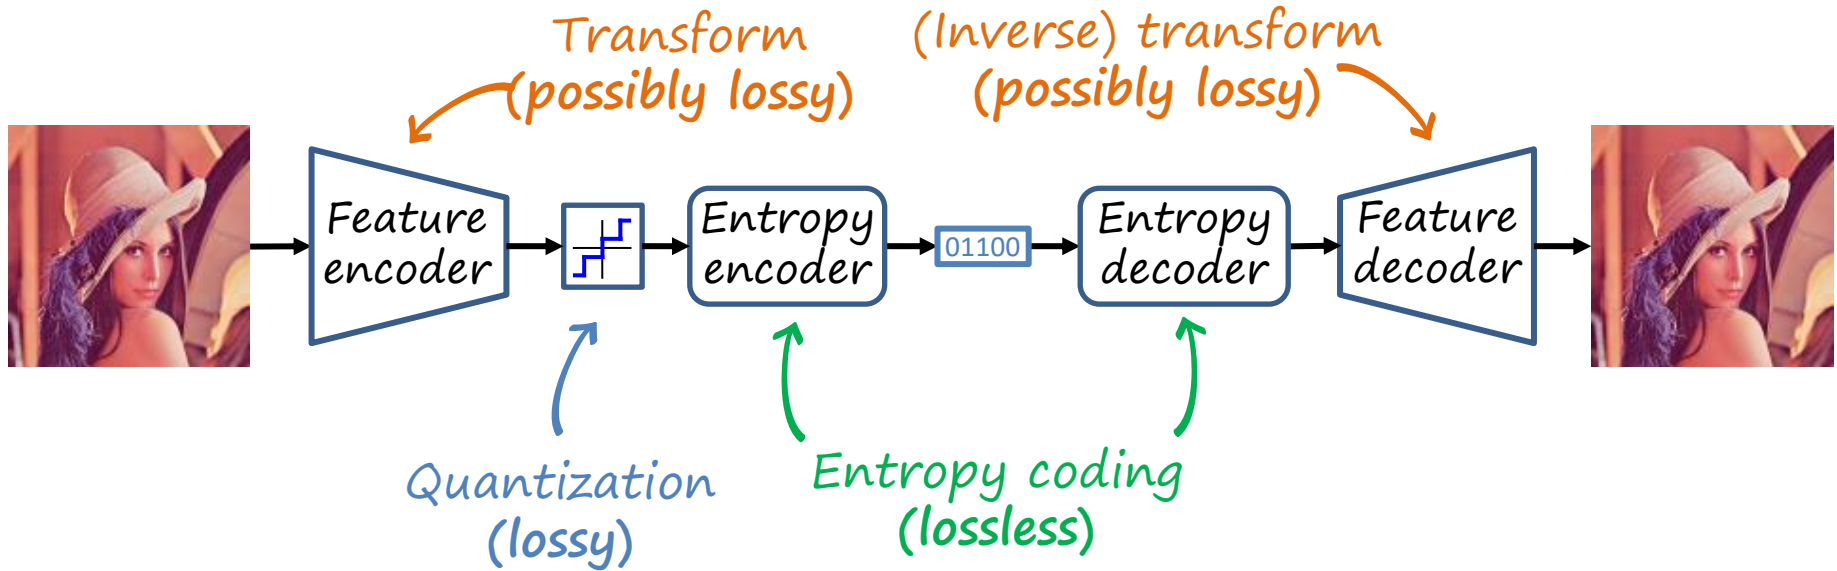 Transform
(possibly lossy)
(Inverse) transform
(possibly lossy)
Feature
encoder
Entropy
encoder
01100
Entropy
decoder
Feature
decoder
Quantization
(lossy)
Entropy coding
(lossless)